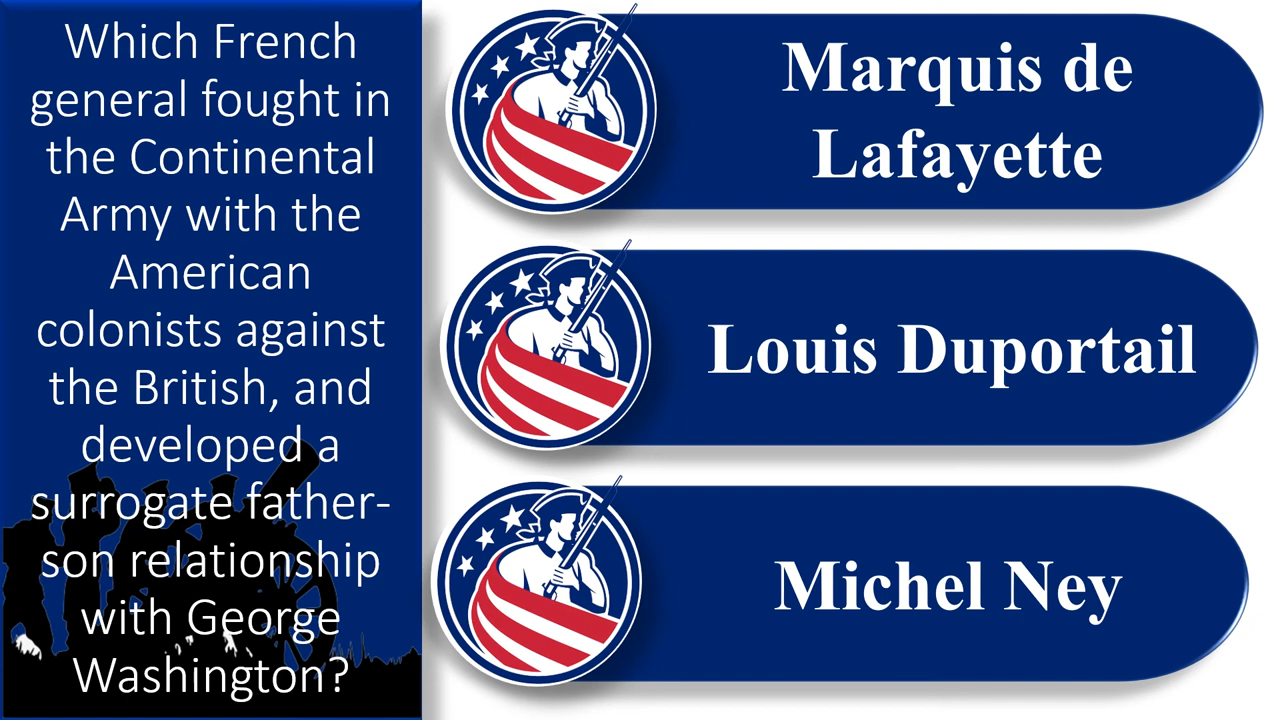 Which French
general fought in
the Continental
Army with the
American
colonists against
the British, and
developed a
surrogate father-
son relationship
with George
Washington?
Marquis de
Lafayette
Louis Duportail
Michel Ney